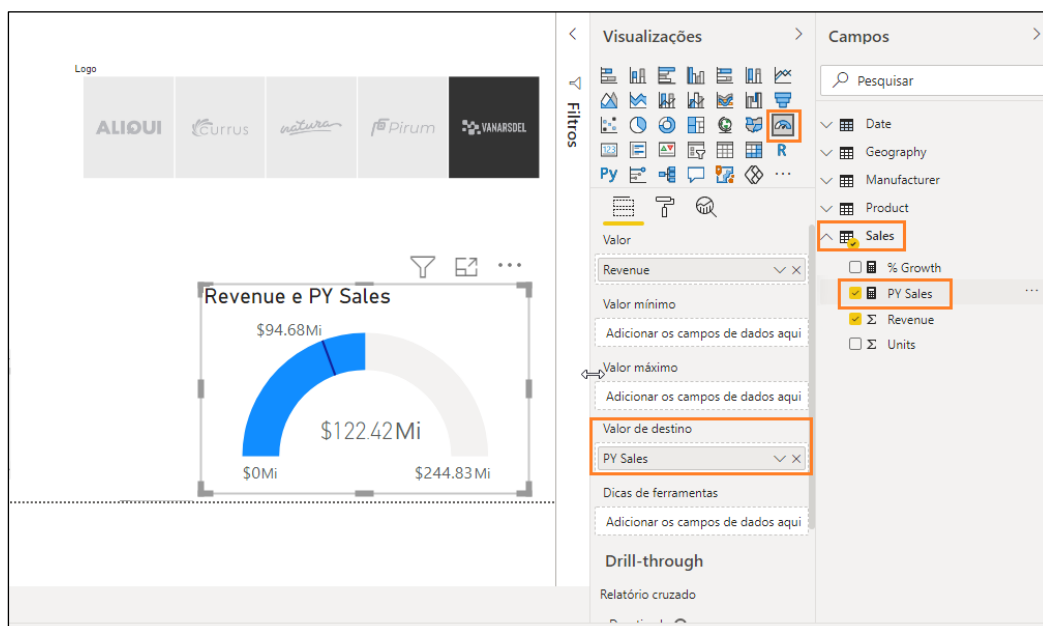 Logo
ALIQUI
Currus
natura
Pirum
VANARSDEL
Revenue e PY Sales
$94.68Mi
$122.42Mi
$0Mi
$244.83Mi
Filtros
Visualizações
123
R
Py
Valor
Revenue
Valor mínimo
Adicionar os campos de dados aqui
Valor máximo
Adicionar os campos de dados aqui
Valor de destino
PY Sales
Dicas de ferramentas
Adicionar os campos de dados aqui
Drill-through
Relatório cruzado
Campos
Pesquisar
Date
Geography
Manufacturer
Product
Sales
% Growth
PY Sales
Σ Revenue
Σ Units